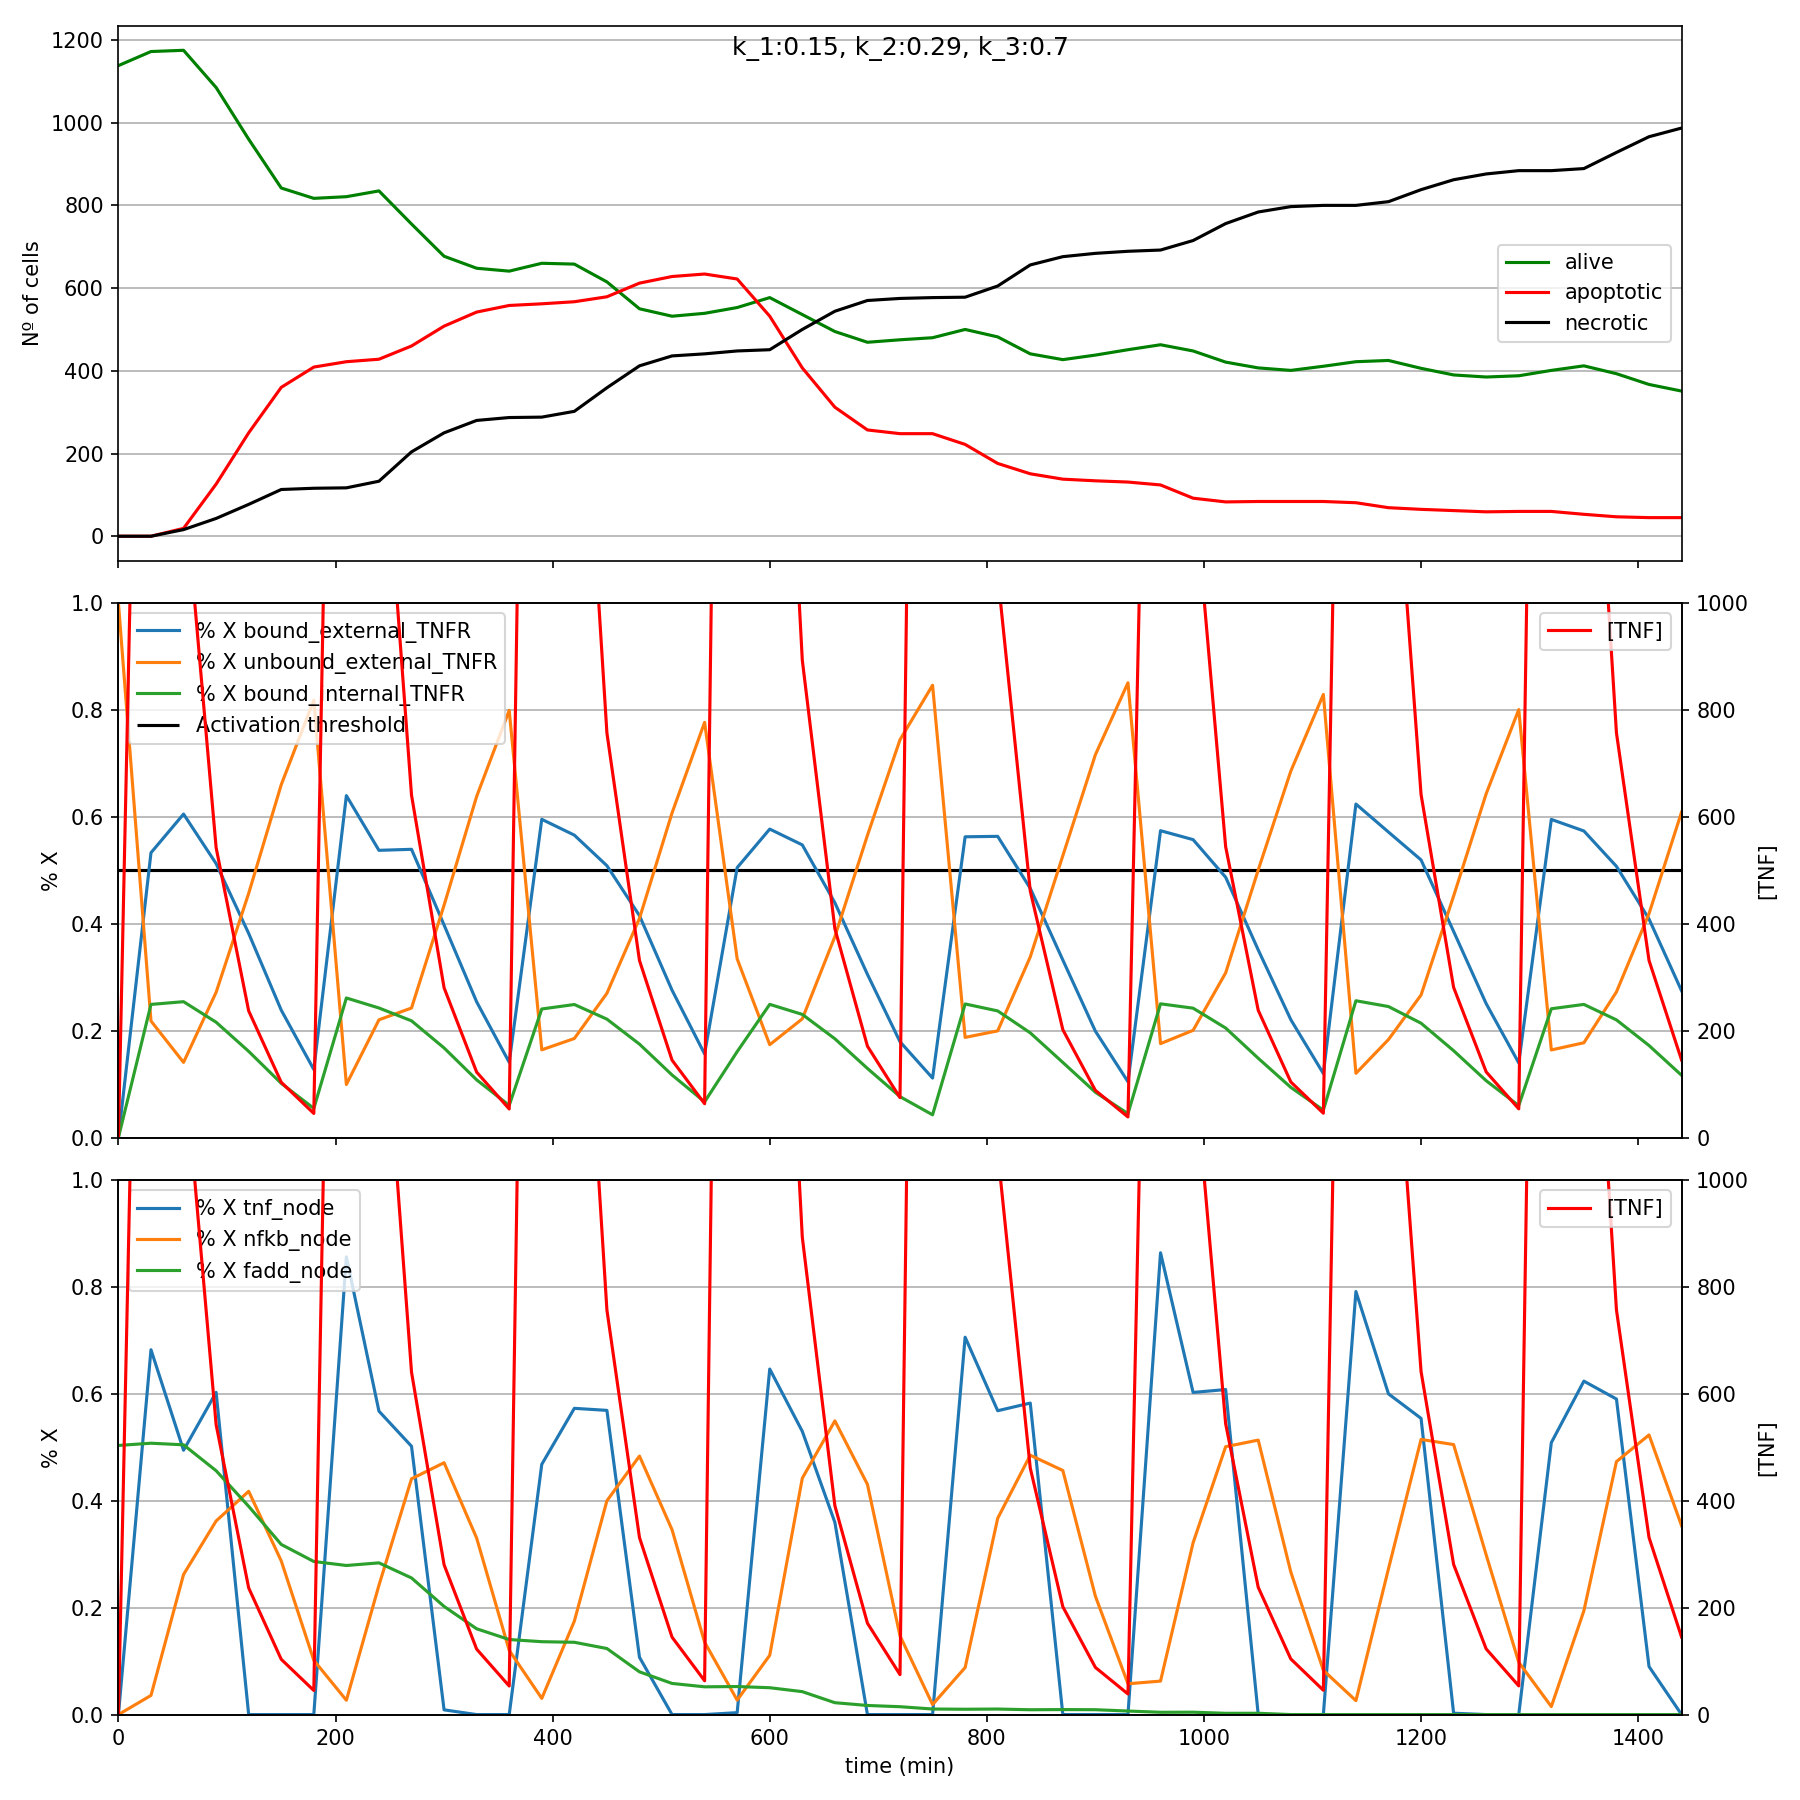 k_1:0.15, k_2:0.29, k_3:0.7
1200
1000
800
600
400
200
0
Nº of cells
alive
apoptotic
necrotic
1.0
0.8
0.6
0.4
0.2
0.0
% X
% X bound_external_TNFR
% X unbound_external_TNFR
% X bound_internal_TNFR
Activation threshold
[TNF]
1000
800
600
400
200
0
[TNF]
1.0
0.8
0.6
0.4
0.2
0.0
% X
% X tnf_node
% X nfkb_node
% X fadd_node
[TNF]
1000
800
600
400
200
0
[TNF]
0 200 400 600 800 1000 1200 1400
time (min)